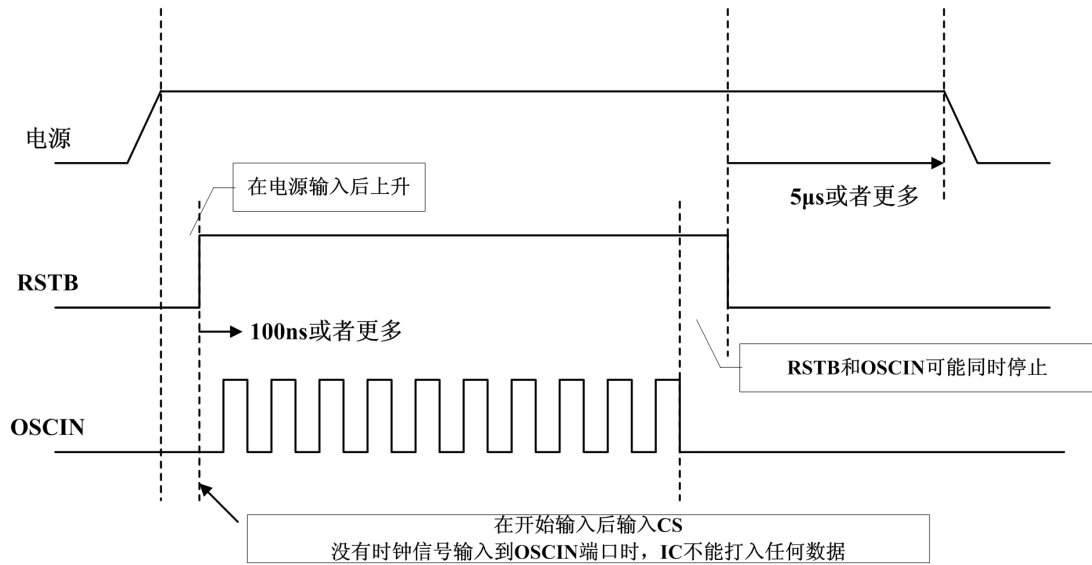 电源
在电源输入后上升
5μs或者更多
RSTB
100ns或者更多
RSTB和OSCIN可能同时停止
OSCIN
在开始输入后输入CS
没有时钟信号输入到OSCIN端口时，IC不能打入任何数据